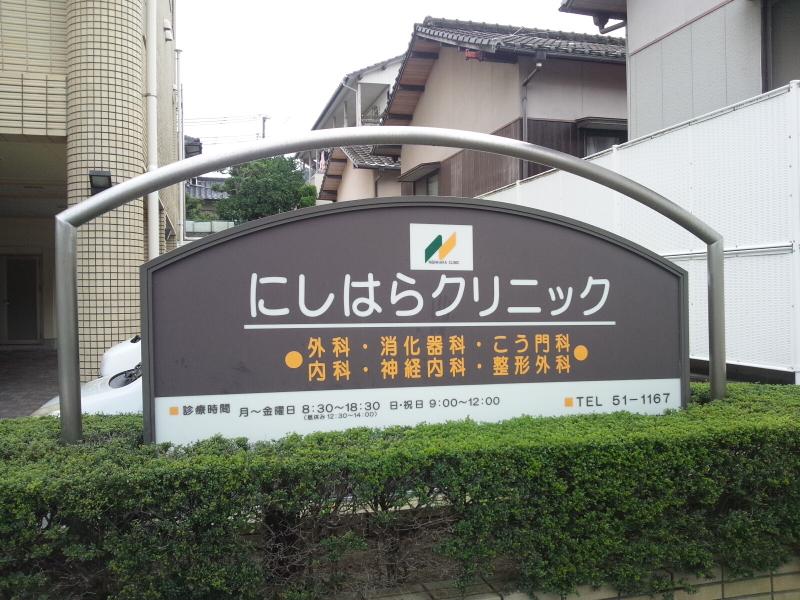 NISHIHARA CLINIC
にしはらクリニック
外科・消化器科・こう門科
内科・神経内科・整形外科
診療時間 月〜金曜日 8:30〜18:30 日・祝日 9:00〜12:00 TEL 51-1167
(昼休み 12:30〜14:00)